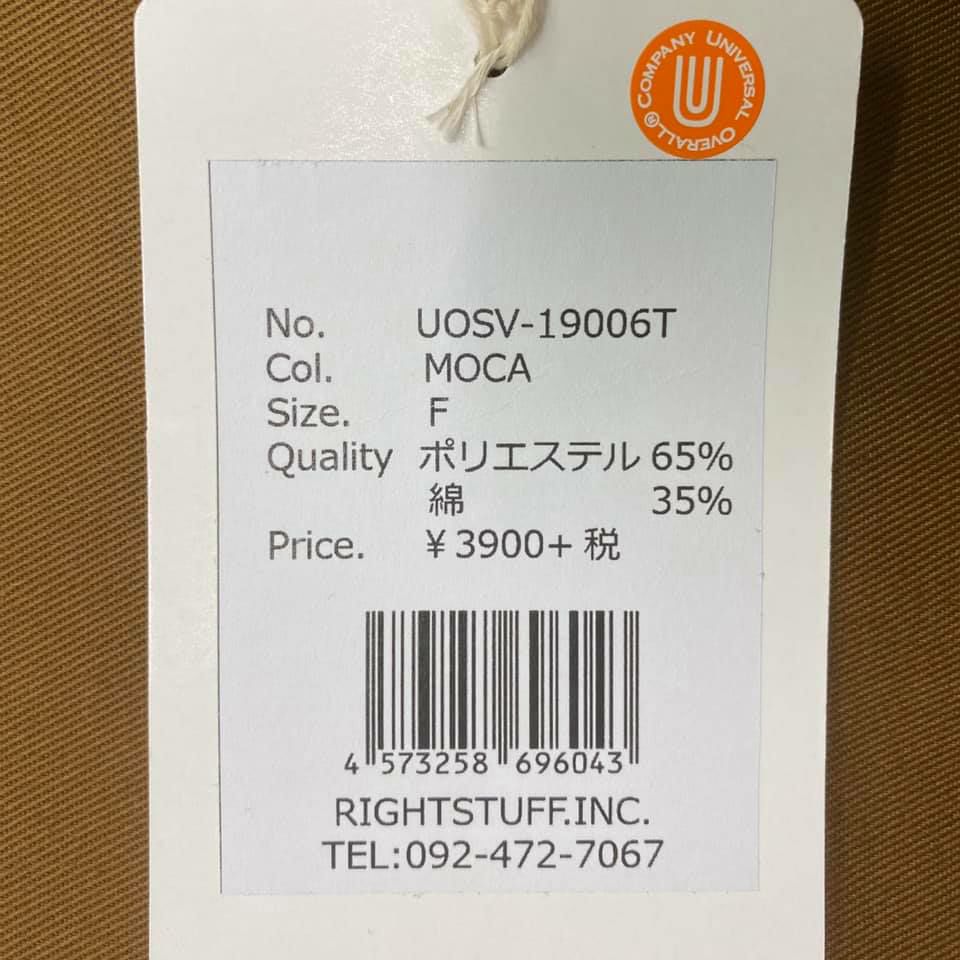 COMPANY UNIVERSAL OVERALL®
U
No. UOSV-19006T
Col. MOCA
Size. F
Quality ポリエステル 65%
綿 35%
Price. ¥3900+税
4 573258 696043
RIGHTSTUFF.INC.
TEL:092-472-7067